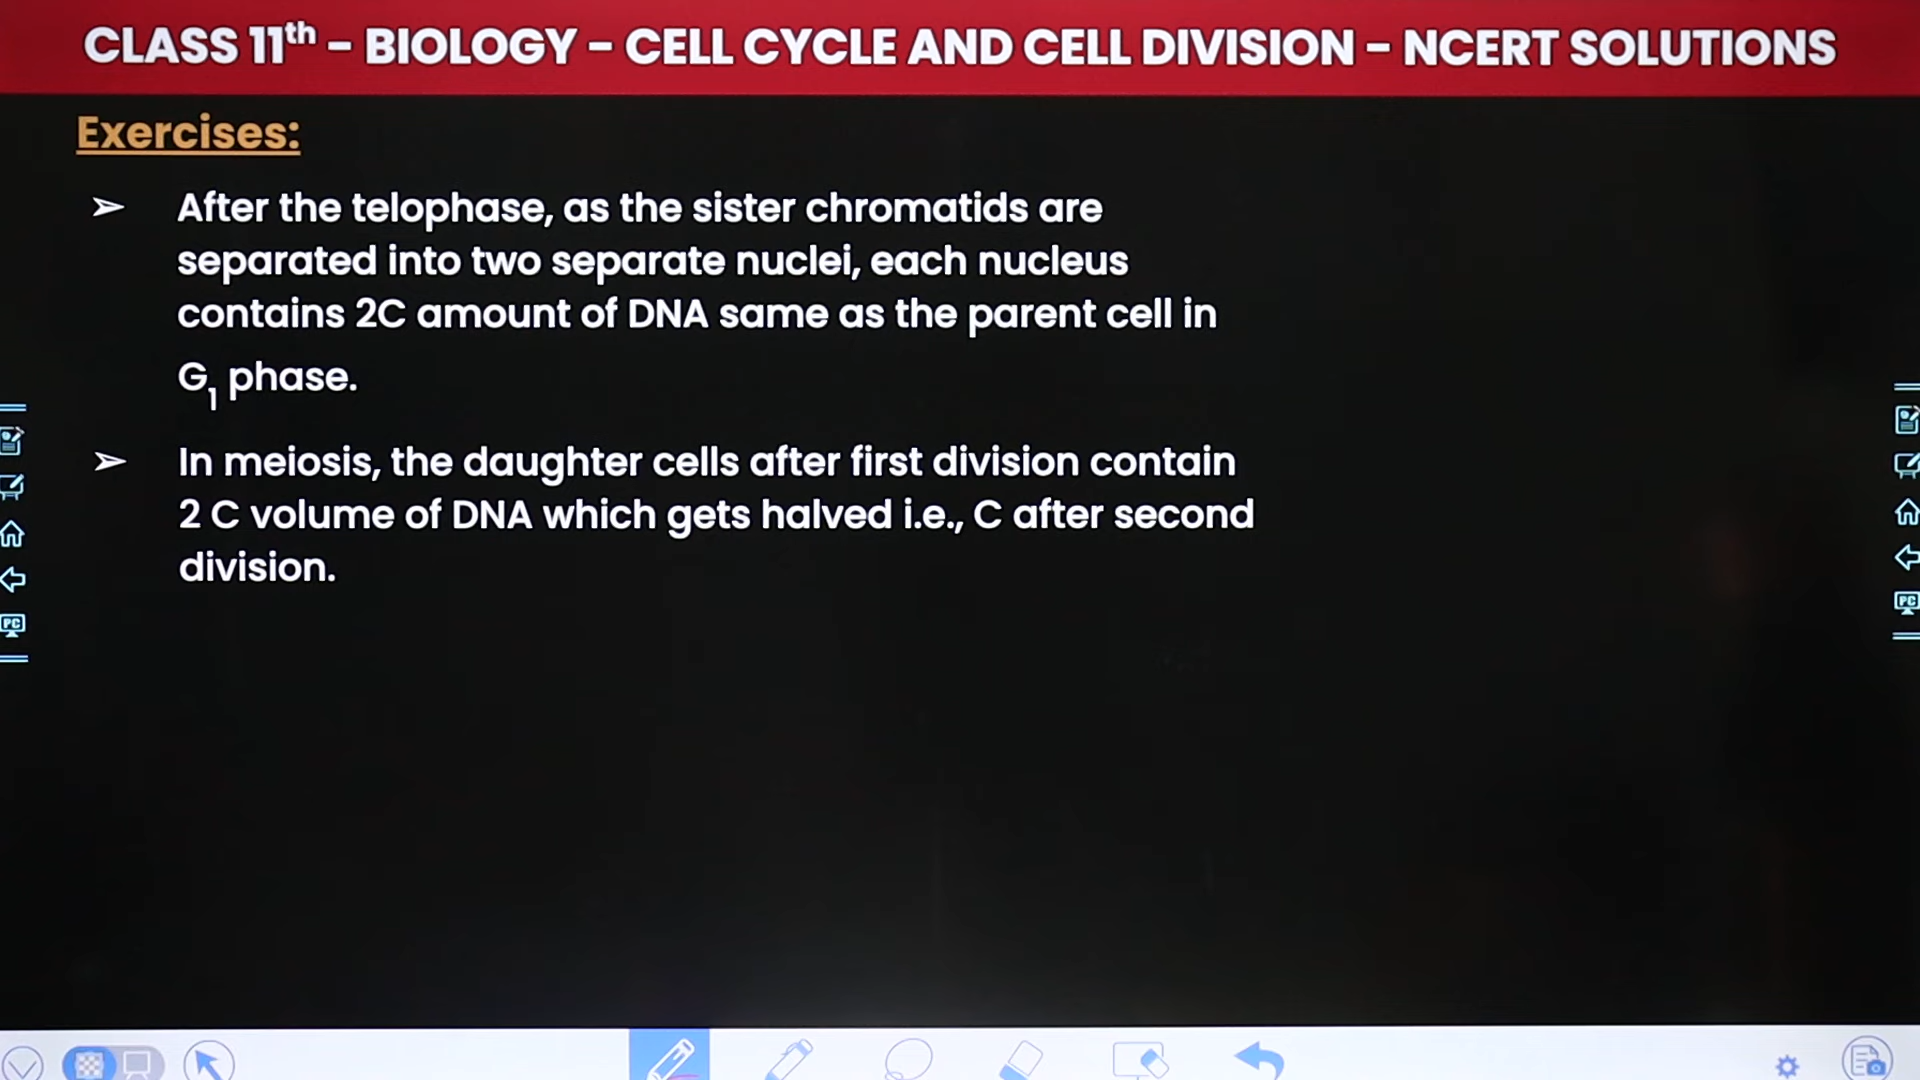 CLASS 11th – BIOLOGY – CELL CYCLE AND CELL DIVISION – NCERT SOLUTIONS
Exercises:
➢ After the telophase, as the sister chromatids are
separated into two separate nuclei, each nucleus
contains 2C amount of DNA same as the parent cell in
G1 phase.
➢ In meiosis, the daughter cells after first division contain
2 C volume of DNA which gets halved i.e., C after second
division.
PC
PC